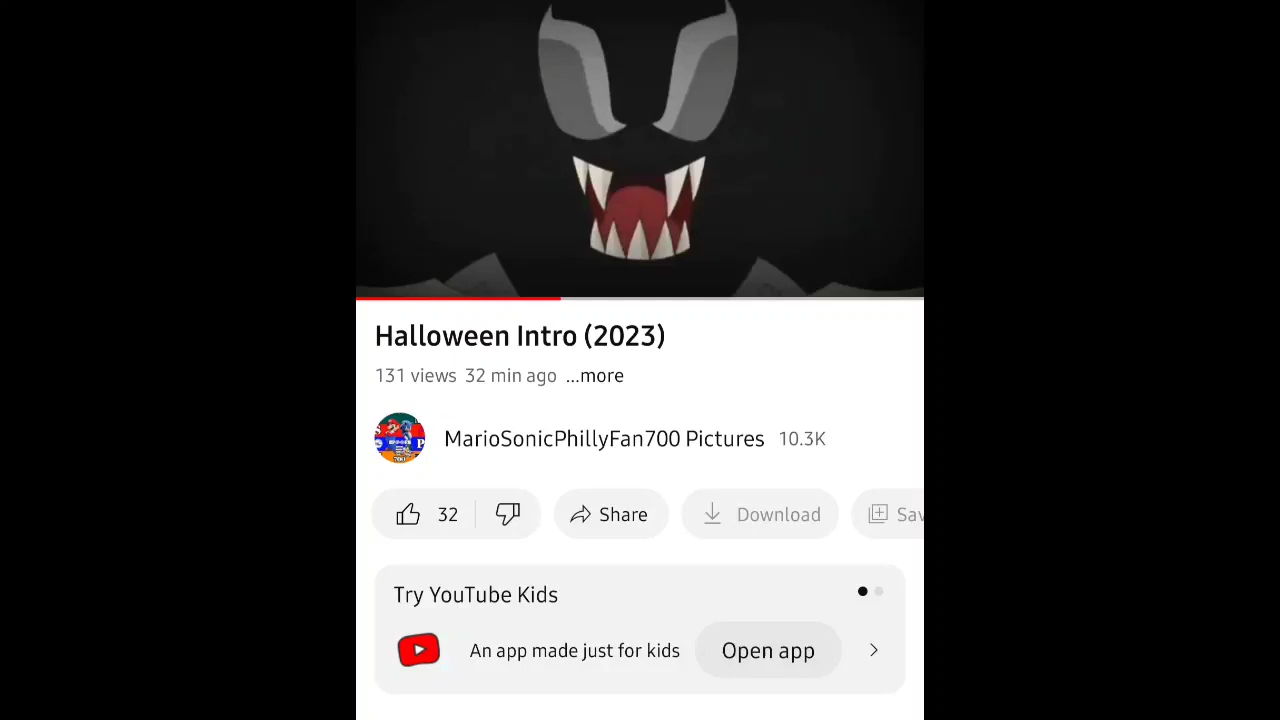 Halloween Intro (2023)
131 views 32 min ago ...more
MarioSonicPhillyFan700 Pictures 10.3K
32 Share Download Sav
Try YouTube Kids
An app made just for kids Open app